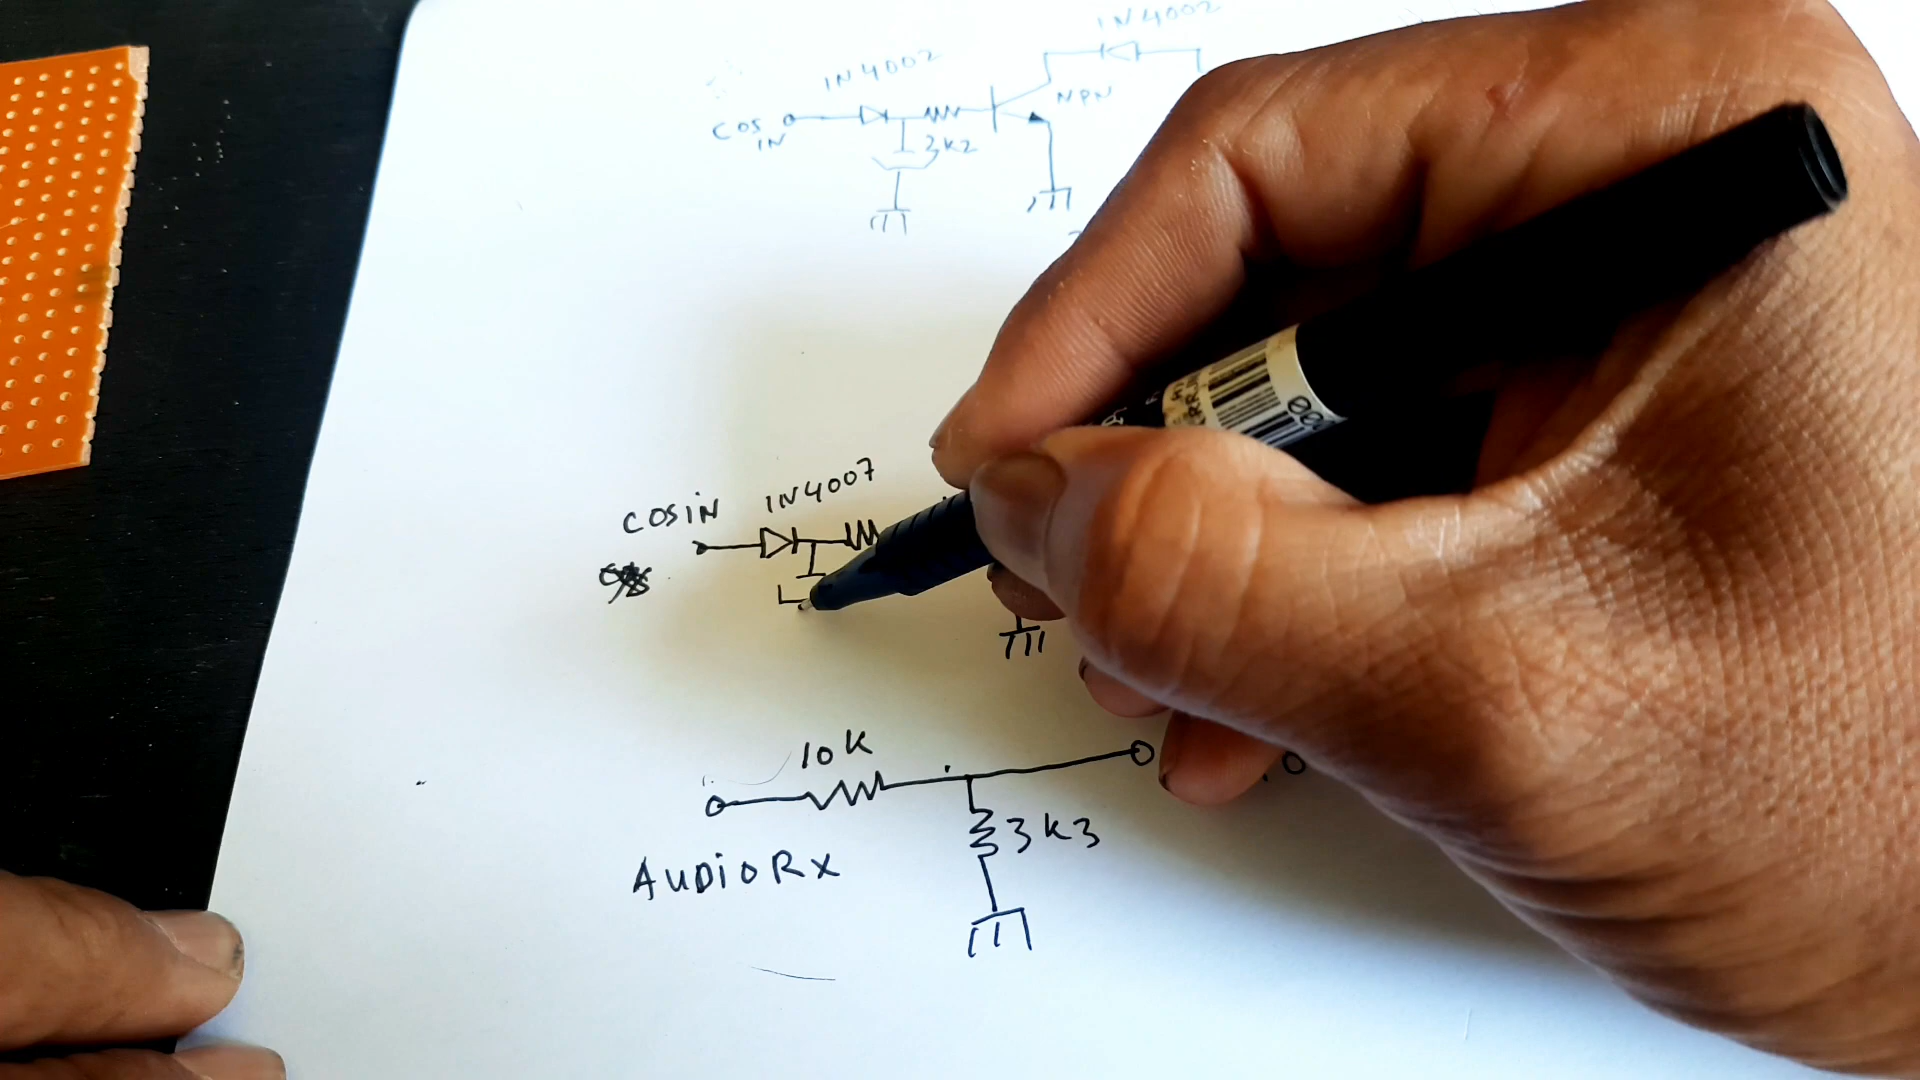 1N4002
1N4002
NPN
COS
IN
3K2
COSiN 1N4007
10K
3K3
AUDiO RX